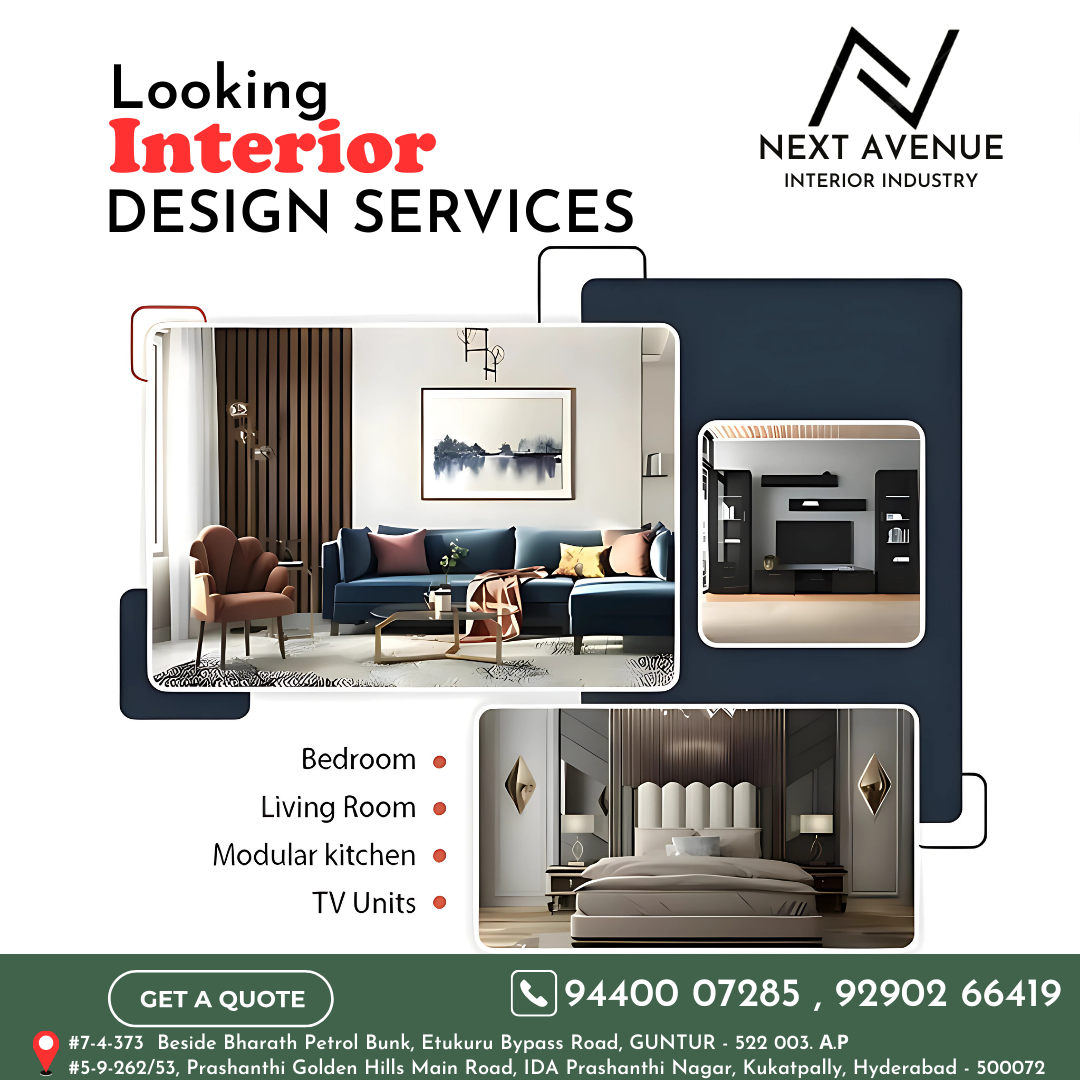 Looking
Interior
DESIGN SERVICES
NEXT AVENUE
INTERIOR INDUSTRY
Bedroom
Living Room
Modular kitchen
TV Units
GET A QUOTE
94400 07285 , 92902 66419
#7-4-373 Beside Bharath Petrol Bunk, Etukuru Bypass Road, GUNTUR - 522 003. A.P
#5-9-262/53, Prashanthi Golden Hills Main Road, IDA Prashanthi Nagar, Kukatpally, Hyderabad - 500072